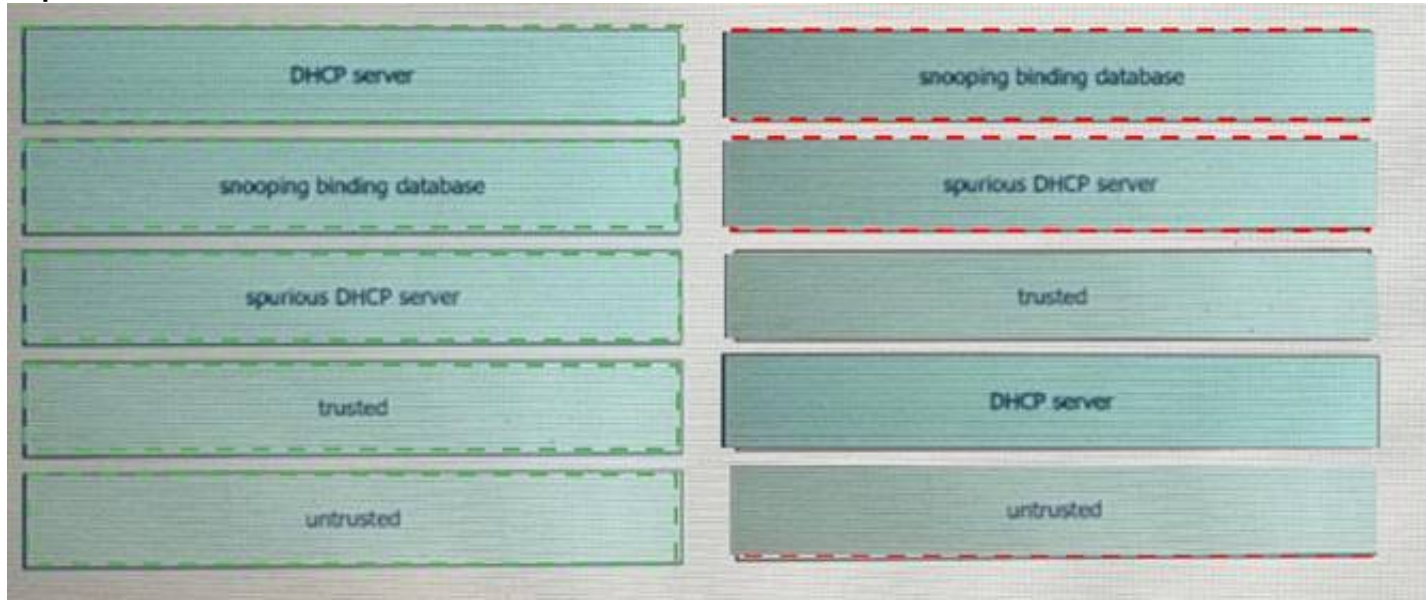 DHCP server
snooping binding database
spurious DHCP server
trusted
untrusted
snooping binding database
spurious DHCP server
trusted
DHCP server
untrusted